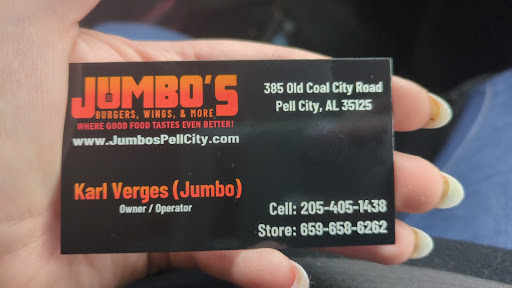 JUMBO'S
BURGERS, WINGS, & MORE
WHERE GOOD FOOD TASTES EVEN BETTER!
www.JumbosPellCity.com
385 Old Coal City Road
Pell City, AL 35125
Karl Verges (Jumbo)
Owner / Operator
Cell: 205-405-1438
Store: 659-658-6262